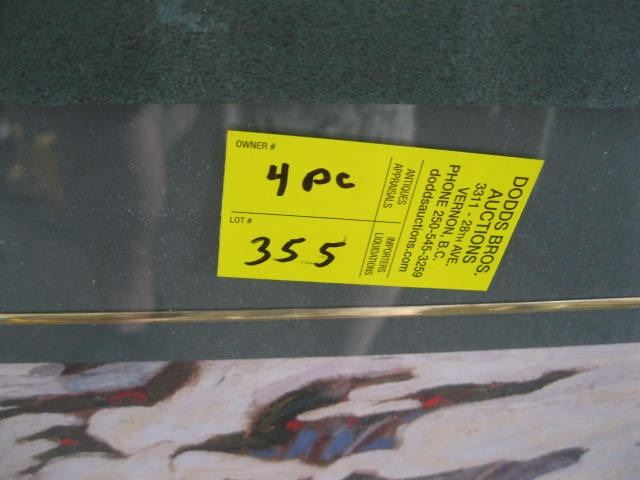 OWNER #
4 PC
LOT #
355
ANTIQUES
APPRAISALS
IMPORTERS
LIQUIDATIONS
DODDS BROS.
AUCTIONS
3311 - 28TH AVE.
VERNON, B.C.
PHONE 250-545-3259
doddsauctions.com